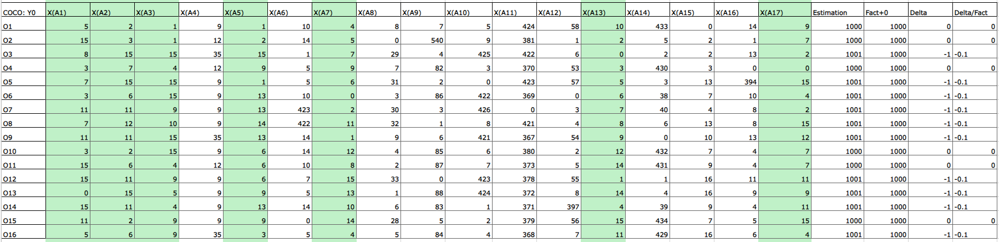 COCO: Y0 X(A1) X(A2) X(A3) X(A4) X(A5) X(A6) X(A7) X(A8) X(A9) X(A10) X(A11) X(A12) X(A13) X(A14) X(A15) X(A16) X(A17) Estimation Fact+0 Delta Delta/Fact
O1 5 2 1 9 1 10 4 8 7 5 424 58 10 433 0 14 9 1000 1000 0 0
O2 15 3 1 12 2 14 5 0 540 9 381 1 2 5 2 1 7 1000 1000 0 0
O3 8 15 15 35 15 1 7 29 4 425 422 6 0 2 2 13 2 1001 1000 -1 -0.1
O4 3 7 4 12 9 5 9 7 82 3 370 53 3 430 3 0 0 1000 1000 0 0
O5 7 15 15 9 1 5 6 31 2 0 423 57 5 3 13 394 15 1001 1000 -1 -0.1
O6 3 6 15 9 13 10 0 3 86 422 369 0 6 38 7 10 4 1001 1000 -1 -0.1
O7 11 11 9 9 13 423 2 30 3 426 0 3 7 40 4 8 2 1001 1000 -1 -0.1
O8 7 12 10 9 14 422 11 32 1 8 421 4 8 6 13 8 15 1001 1000 -1 -0.1
O9 11 11 15 35 13 14 1 9 6 421 367 54 9 0 10 13 12 1001 1000 -1 -0.1
O10 3 2 15 9 6 14 12 4 85 6 380 2 12 432 7 4 7 1000 1000 0 0
O11 15 6 4 12 6 10 8 2 87 7 373 5 14 431 9 4 7 1000 1000 0 0
O12 15 11 9 9 6 7 15 33 0 423 378 55 1 1 16 11 11 1001 1000 -1 -0.1
O13 0 15 5 9 9 5 13 1 88 424 372 8 14 4 16 9 9 1001 1000 -1 -0.1
O14 15 11 4 9 13 14 10 6 83 1 371 397 4 39 9 4 11 1001 1000 -1 -0.1
O15 11 2 9 9 9 0 14 28 5 2 379 56 15 434 7 5 15 1000 1000 0 0
O16 5 6 9 35 3 5 4 5 84 4 368 7 11 429 16 6 4 1001 1000 -1 -0.1